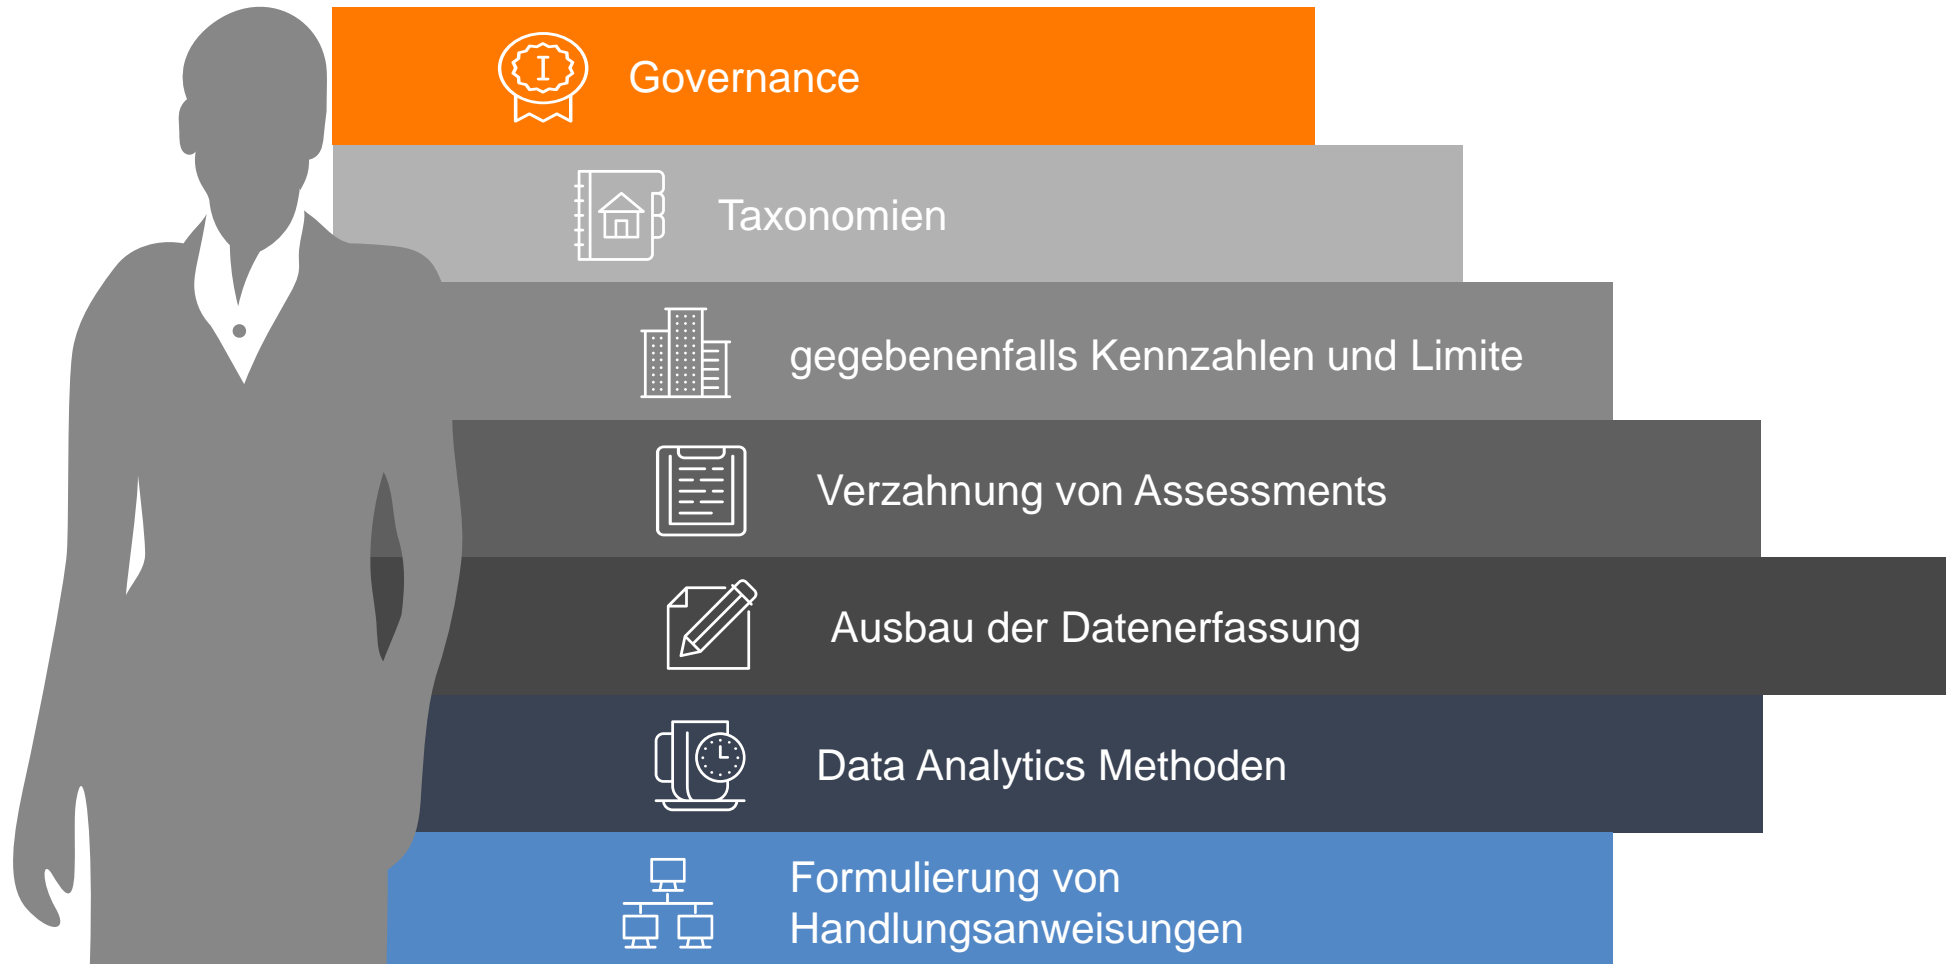 Governance
Taxonomien
gegebenenfalls Kennzahlen und Limite
Verzahnung von Assessments
Ausbau der Datenerfassung
Data Analytics Methoden
Formulierung von
Handlungsanweisungen